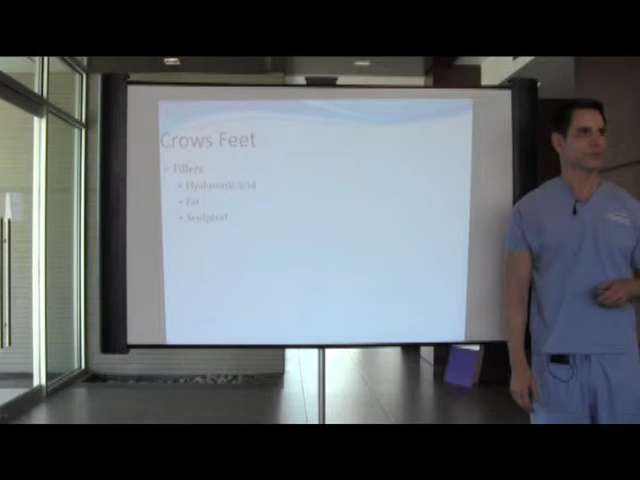 Crows Feet
Fillers
• Hyaluronic acid
• Fat
• Sculptra?